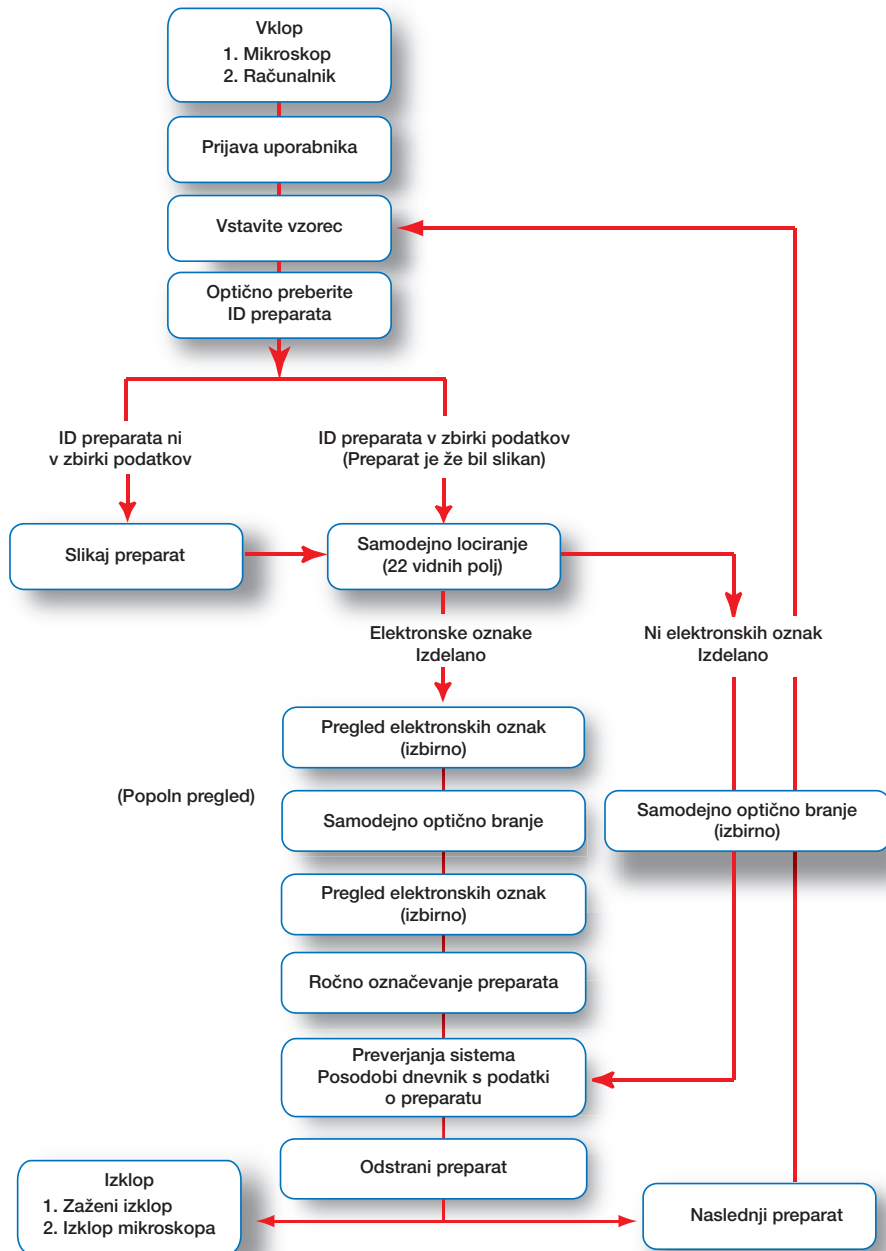 Vklop
1. Mikroskop
2. Računalnik
Prijava uporabnika
Vstavite vzorec
Optično preberite
ID preparata
ID preparata ni
v zbirki podatkov
ID preparata v zbirki podatkov
(Preparat je že bil slikan)
Slikaj preparat
Samodejno lociranje
(22 vidnih polj)
Elektronske oznake
Izdelano
Ni elektronskih oznak
Izdelano
Pregled elektronskih oznak
(izbirno)
(Popoln pregled)
Samodejno optično branje
Samodejno optično branje
(izbirno)
Pregled elektronskih oznak
(izbirno)
Ročno označevanje preparata
Preverjanja sistema
Posodobi dnevnik s podatki
o preparatu
Odstrani preparat
Izklop
1. Zaženi izklop
2. Izklop mikroskopa
Naslednji preparat